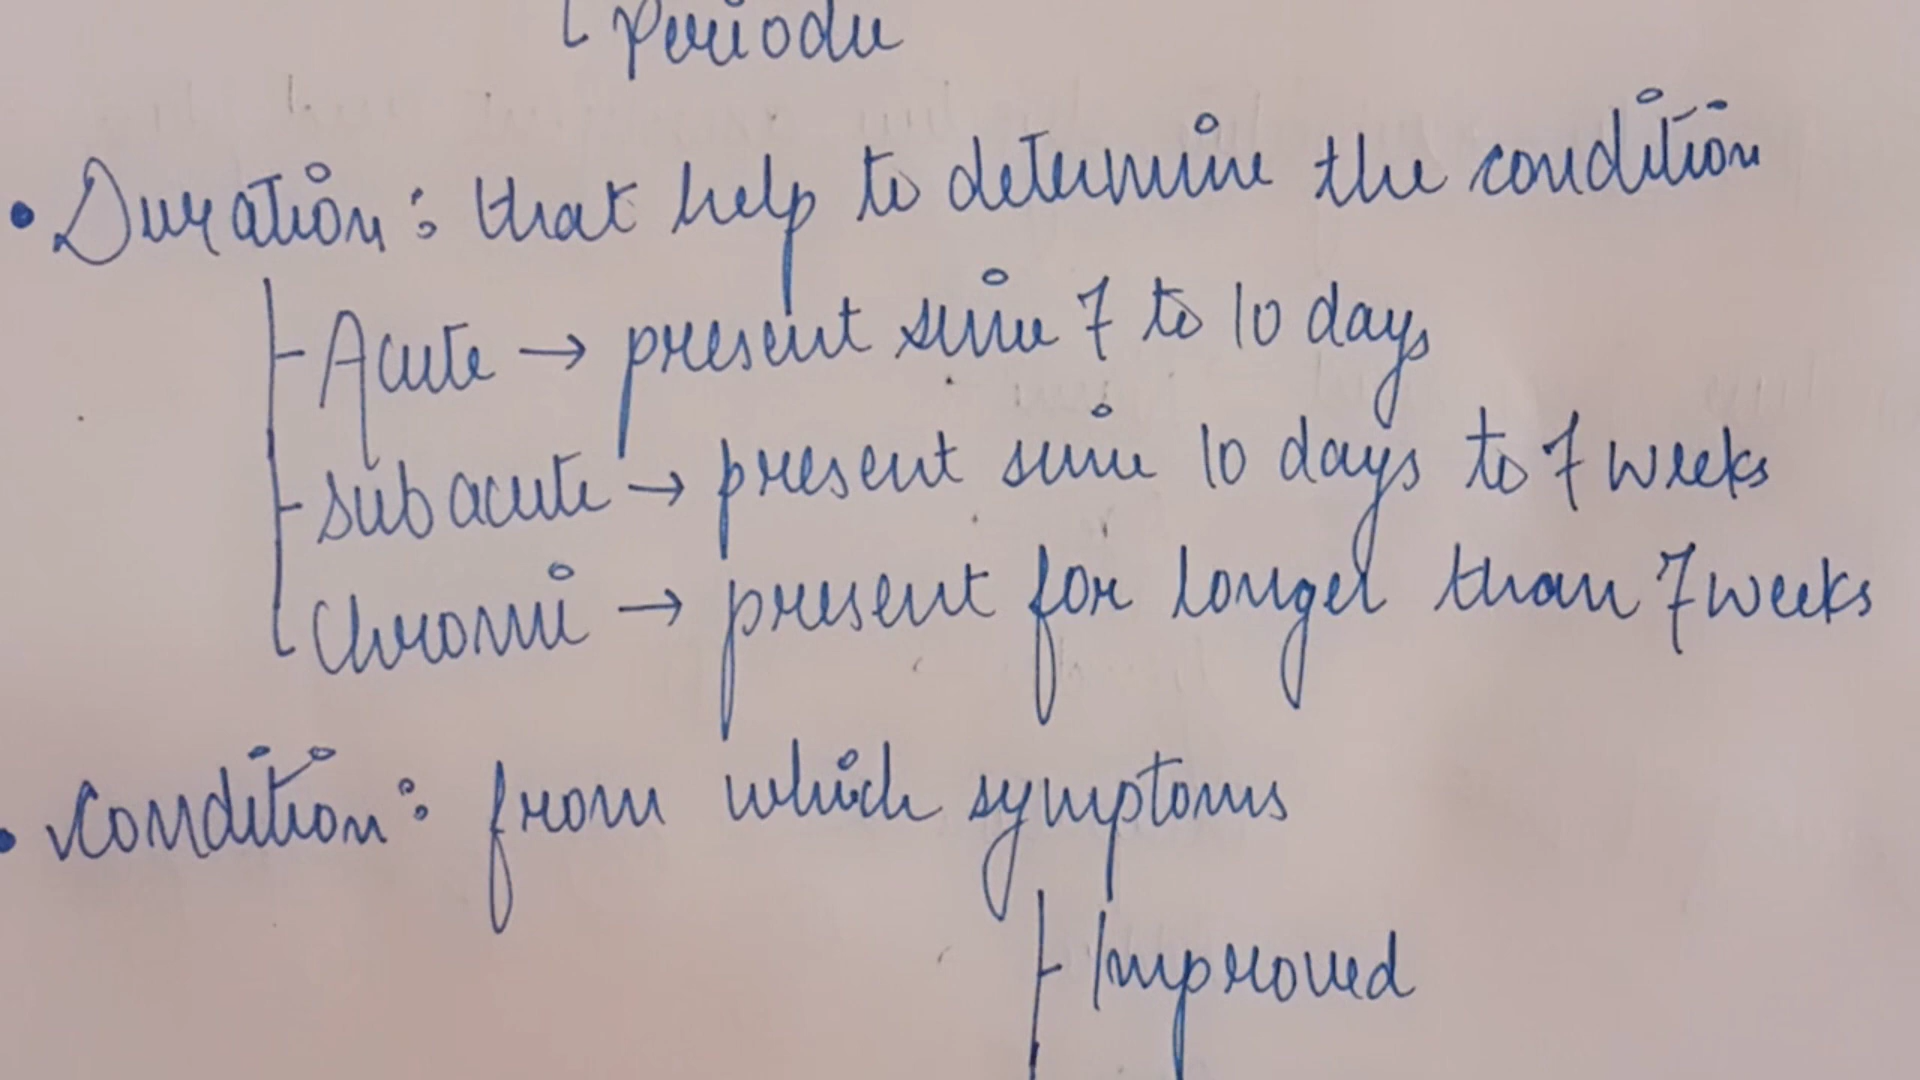 Periodic
• Duration: that help to determine the condition
Acute → present since 7 to 10 days
subacute → present since 10 days to 7 weeks
Chronic → present for longer than 7 weeks
• Condition: from which symptoms
Improved